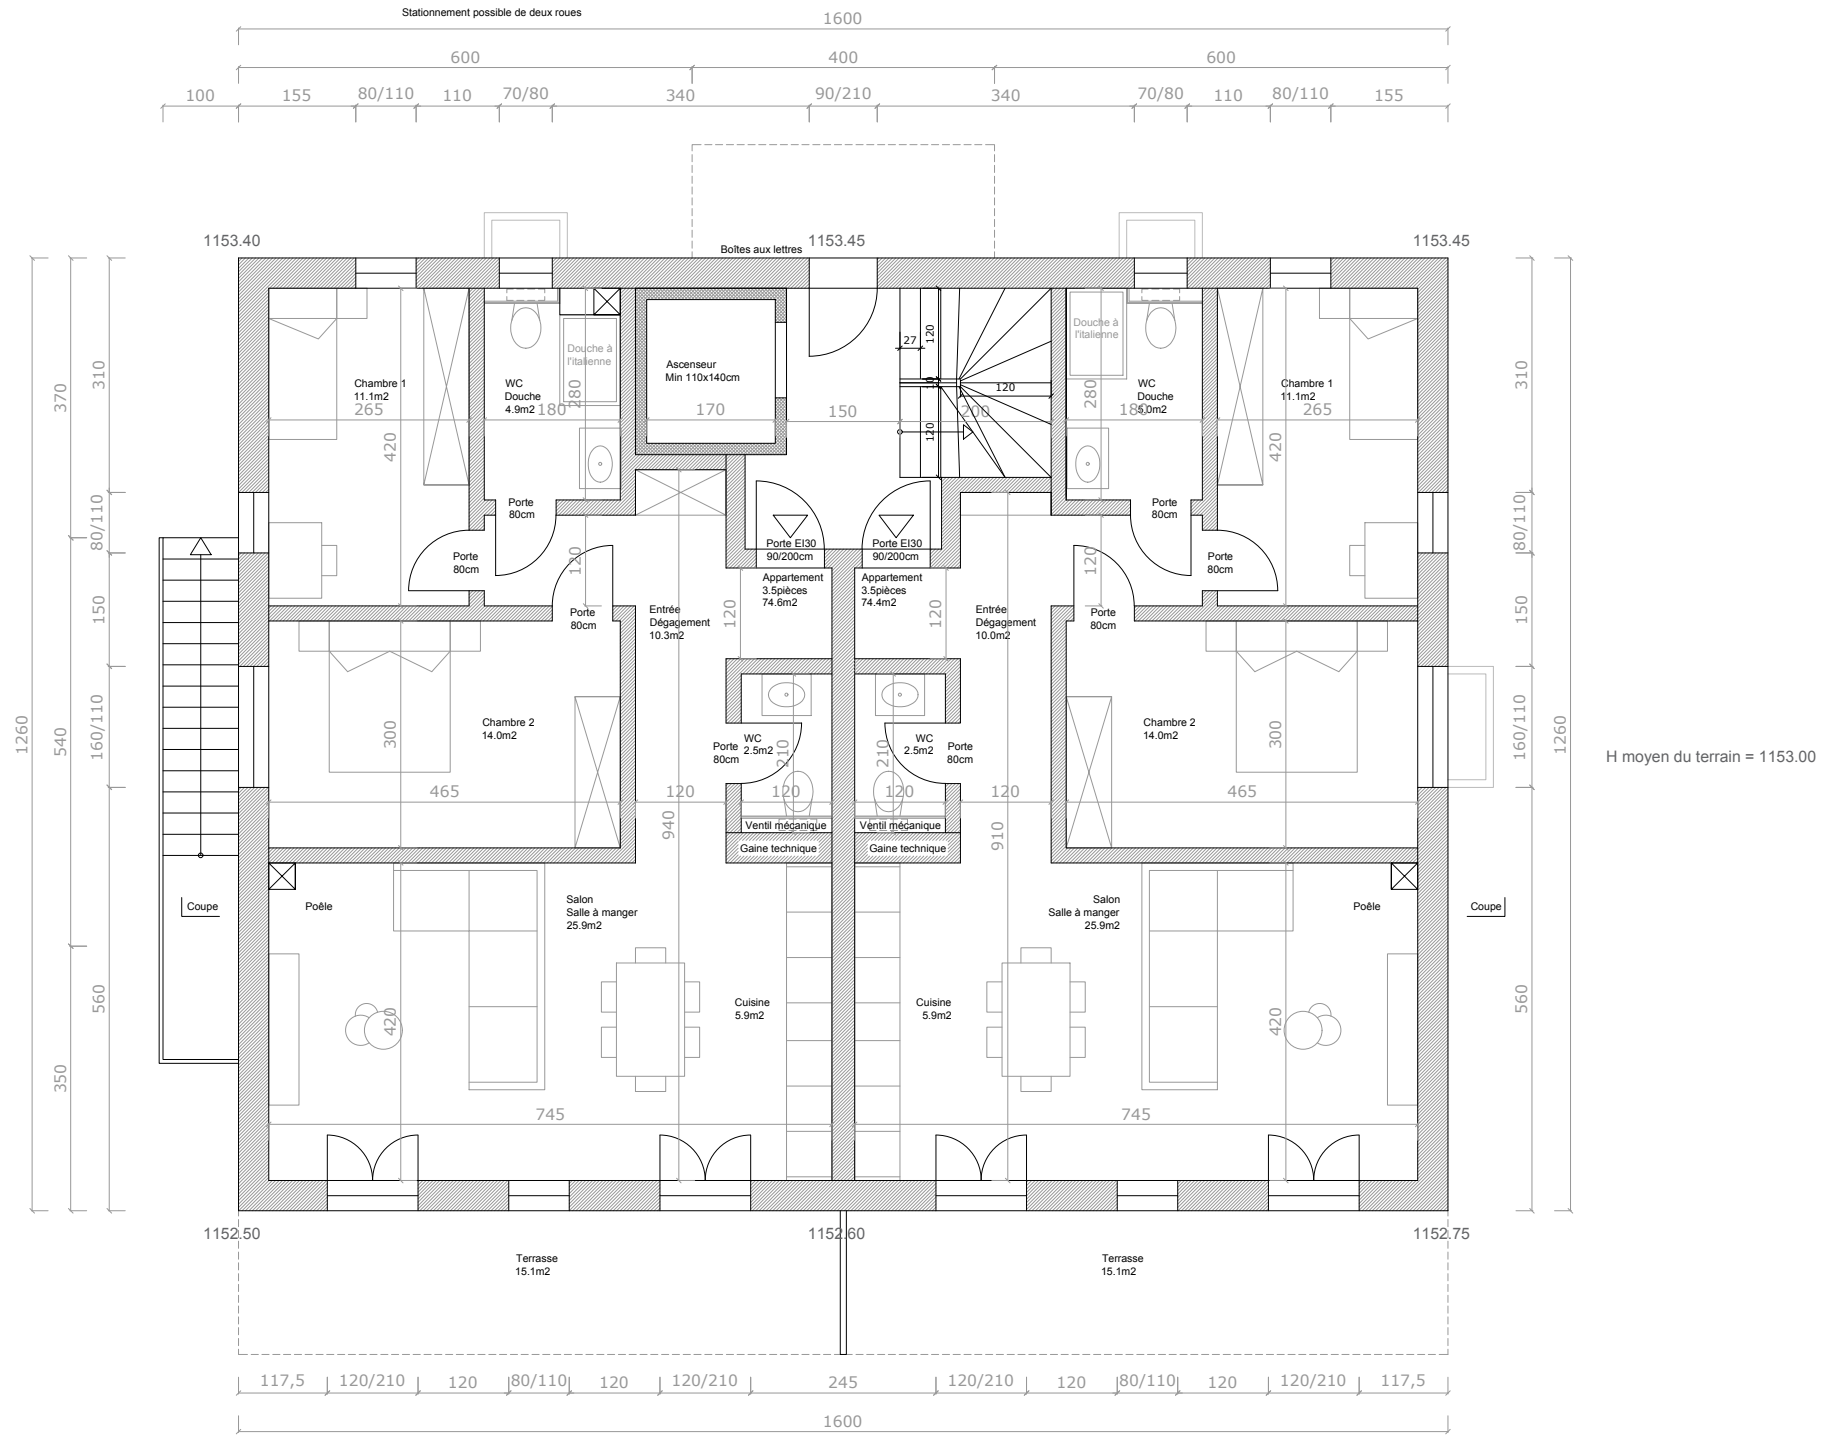 Stationnement possible de deux roues
1600
600 400 600
100 155 80/110 110 70/80 340 90/210 340 70/80 110 80/110 155
1153.40 1153.45 1153.45
Boîtes aux lettres
27
120
10
120
120
Ascenseur
Min 110x140cm
170 150 200
Chambre 1
11.1m2
265
420
WC
Douche
4.9m2
180
280
Douche à
l'italienne
Douche à
l'italienne
WC
Douche
5.0m2
180
280
Chambre 1
11.1m2
265
420
1260
370
540
350
310
80/110
150
160/110
560
310
80/110
150
160/110
560
1260
H moyen du terrain = 1153.00
Porte
80cm
Porte
80cm
Porte
80cm
120
Porte EI30
90/200cm
Porte EI30
90/200cm
Porte
80cm
Porte
80cm
Porte
80cm
120
Appartement
3.5pièces
74.6m2
Appartement
3.5pièces
74.4m2
120
120
Entrée
Dégagement
10.3m2
Entrée
Dégagement
10.0m2
Chambre 2
14.0m2
300
465
120
940
Porte
80cm
WC
2.5m2
210
120
WC
2.5m2
210
120
Porte
80cm
120
910
Chambre 2
14.0m2
300
465
Ventil mécanique
Ventil mécanique
Gaine technique
Gaine technique
Coupe
Poêle
Salon
Salle à manger
25.9m2
Salon
Salle à manger
25.9m2
Poêle
Coupe
420
Cuisine
5.9m2
Cuisine
5.9m2
420
745 745
1152.50 1152.60 1152.75
Terrasse
15.1m2
Terrasse
15.1m2
117,5 120/210 120 80/110 120 120/210 245 120/210 120 80/110 120 120/210 117,5
1600